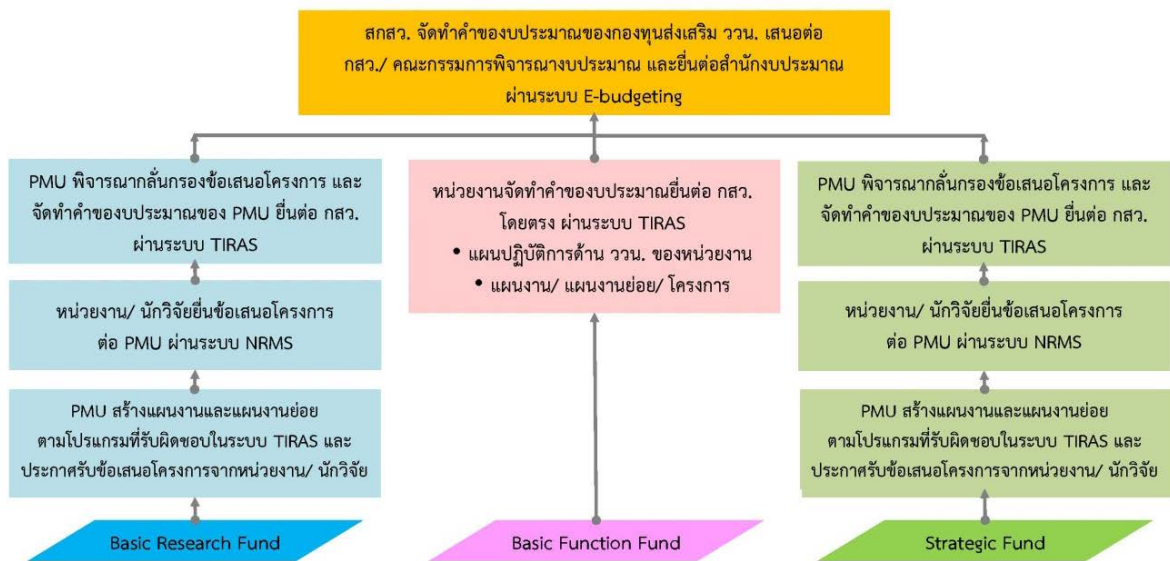 สกสว. จัดทำคำของบประมาณของกองทุนส่งเสริม ววน. เสนอต่อ
กสว./ คณะกรรมการพิจารณางบประมาณ และยื่นต่อสำนักงบประมาณ
ผ่านระบบ E-budgeting
PMU พิจารณากลั่นกรองข้อเสนอโครงการ และ
จัดทำคำของบประมาณของ PMU ยื่นต่อ กสว.
ผ่านระบบ TIRAS
หน่วยงาน/ นักวิจัยยื่นข้อเสนอโครงการ
ต่อ PMU ผ่านระบบ NRMS
PMU สร้างแผนงานและแผนงานย่อย
ตามโปรแกรมที่รับผิดชอบในระบบ TIRAS และ
ประกาศรับข้อเสนอโครงการจากหน่วยงาน/ นักวิจัย
Basic Research Fund
หน่วยงานจัดทำคำของบประมาณยื่นต่อ กสว.
โดยตรง ผ่านระบบ TIRAS
• แผนปฏิบัติการด้าน ววน. ของหน่วยงาน
• แผนงาน/ แผนงานย่อย/ โครงการ
Basic Function Fund
PMU พิจารณากลั่นกรองข้อเสนอโครงการ และ
จัดทำคำของบประมาณของ PMU ยื่นต่อ กสว.
ผ่านระบบ TIRAS
หน่วยงาน/ นักวิจัยยื่นข้อเสนอโครงการ
ต่อ PMU ผ่านระบบ NRMS
PMU สร้างแผนงานและแผนงานย่อย
ตามโปรแกรมที่รับผิดชอบในระบบ TIRAS และ
ประกาศรับข้อเสนอโครงการจากหน่วยงาน/ นักวิจัย
Strategic Fund